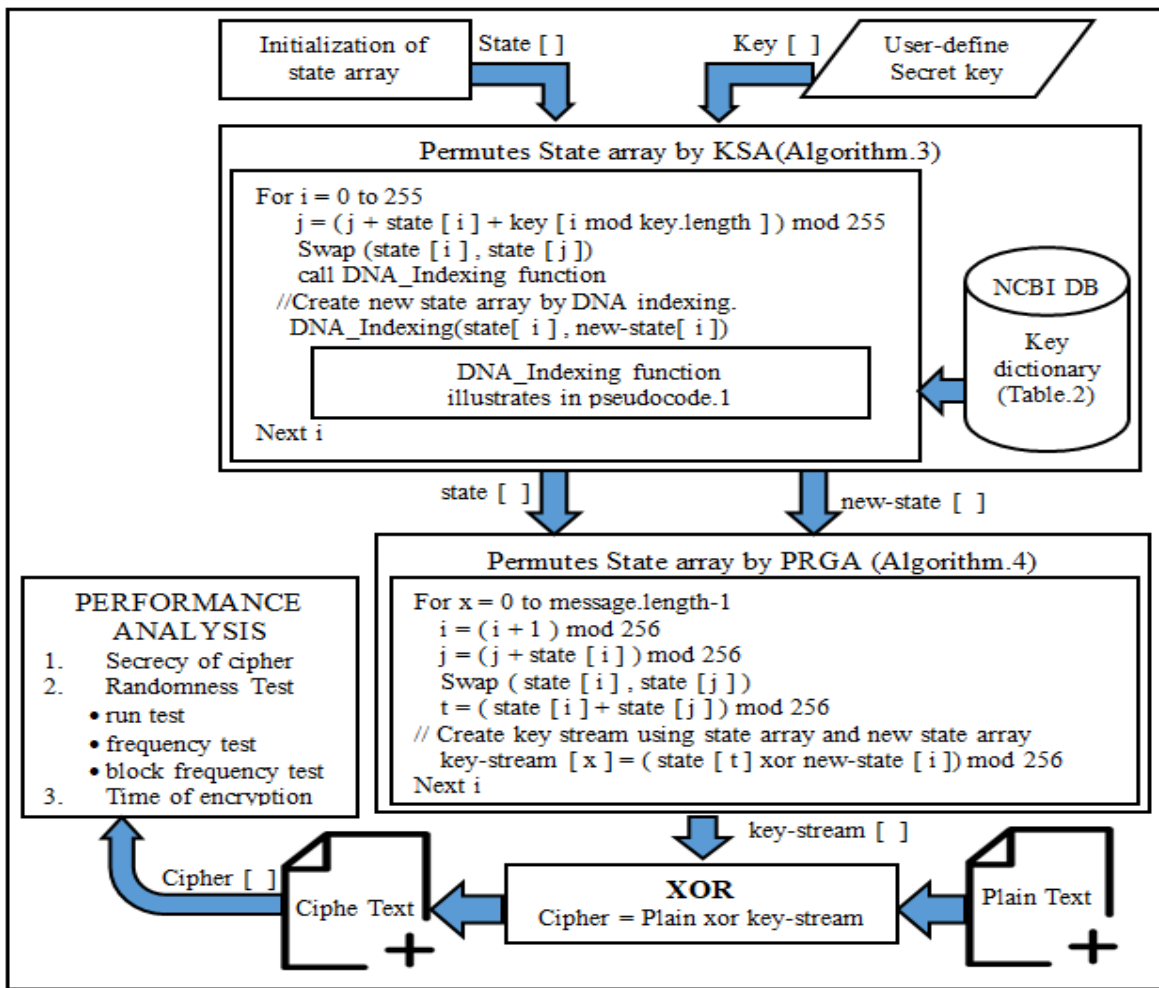 Initialization of
state array
State [ ]
Key [ ]
User-define
Secret key
Permutes State array by KSA(Algorithm.3)
For i = 0 to 255
j = (j + state [ i ] + key [ i mod key.length ] ) mod 255
Swap (state [ i ] , state [ j ])
call DNA_Indexing function
//Create new state array by DNA indexing.
DNA_Indexing(state[ i ] , new-state[ i ])
DNA_Indexing function
illustrates in pseudocode.1
Next i
NCBI DB
Key
dictionary
(Table.2)
state [ ]
new-state [ ]
Permutes State array by PRGA (Algorithm.4)
For x = 0 to message.length-1
i = ( i + 1 ) mod 256
j = ( j + state [ i ] ) mod 256
Swap ( state [ i ] , state [ j ] )
t = ( state [ i ] + state [ j ] ) mod 256
// Create key stream using state array and new state array
key-stream [ x ] = ( state [ t ] xor new-state [ i ]) mod 256
Next i
PERFORMANCE
ANALYSIS
1. Secrecy of cipher
2. Randomness Test
• run test
• frequency test
• block frequency test
3. Time of encryption
key-stream [ ]
Cipher [ ]
Ciphe Text
XOR
Cipher = Plain xor key-stream
Plain Text